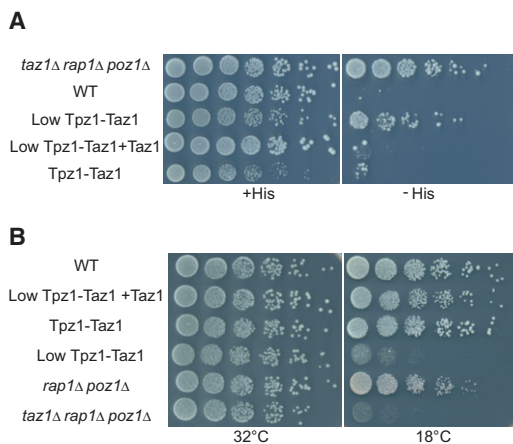 A
taz1Δ rap1Δ poz1Δ
WT
Low Tpz1-Taz1
Low Tpz1-Taz1+Taz1
Tpz1-Taz1
+His - His
B
WT
Low Tpz1-Taz1 +Taz1
Tpz1-Taz1
Low Tpz1-Taz1
rap1Δ poz1Δ
taz1Δ rap1Δ poz1Δ
32°C 18°C